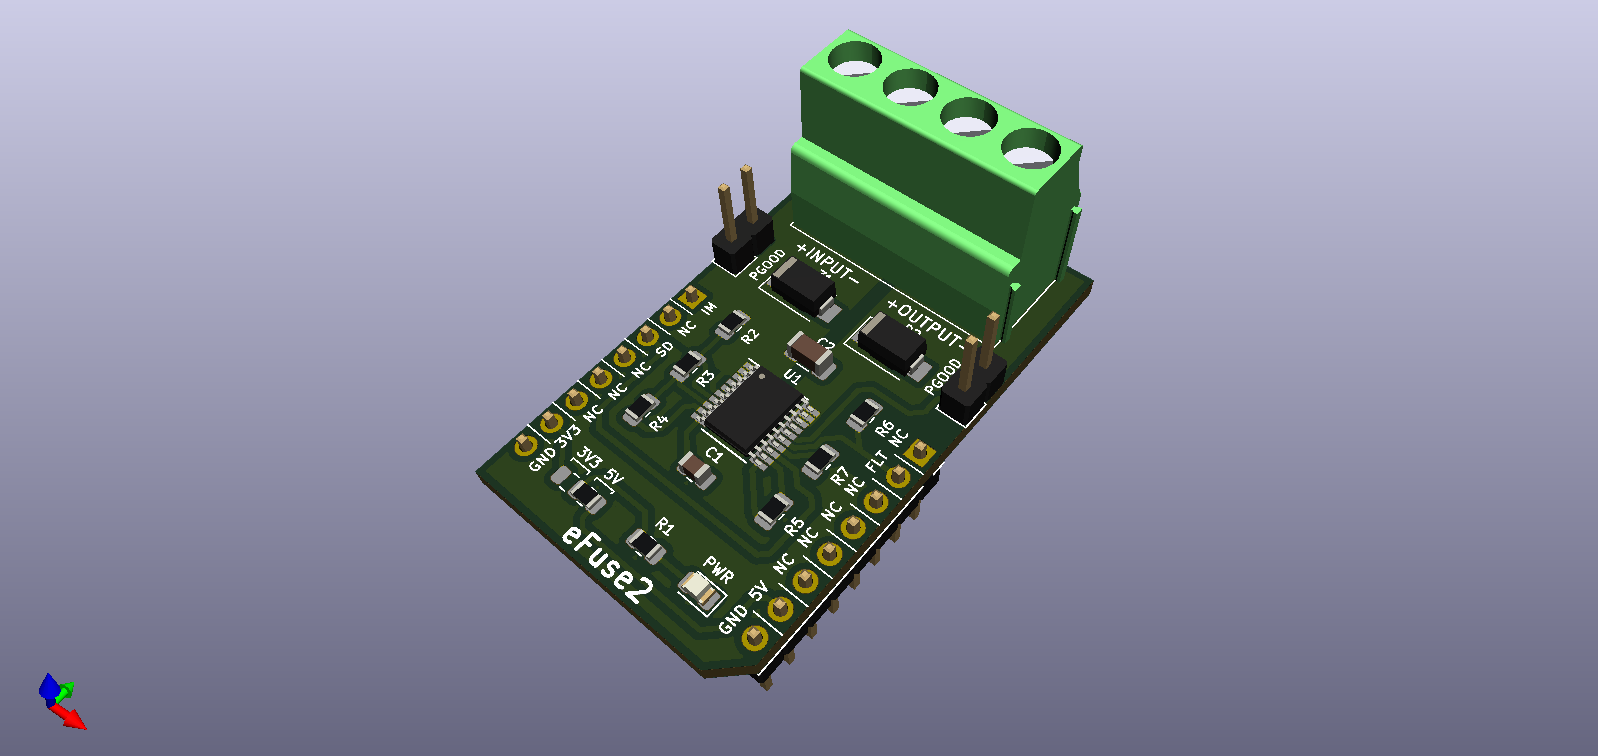 +INPUT-
PGOOD
+OUTPUT-
PGOOD
IM
NC
SD
NC
NC
NC
3V3
GND
R2
R3
R4
C2
U1
C1
R6
R7
R5
NC
FLT
NC
NC
NC
NC
5V
GND
3V3 5V
R1
PWR
eFuse2